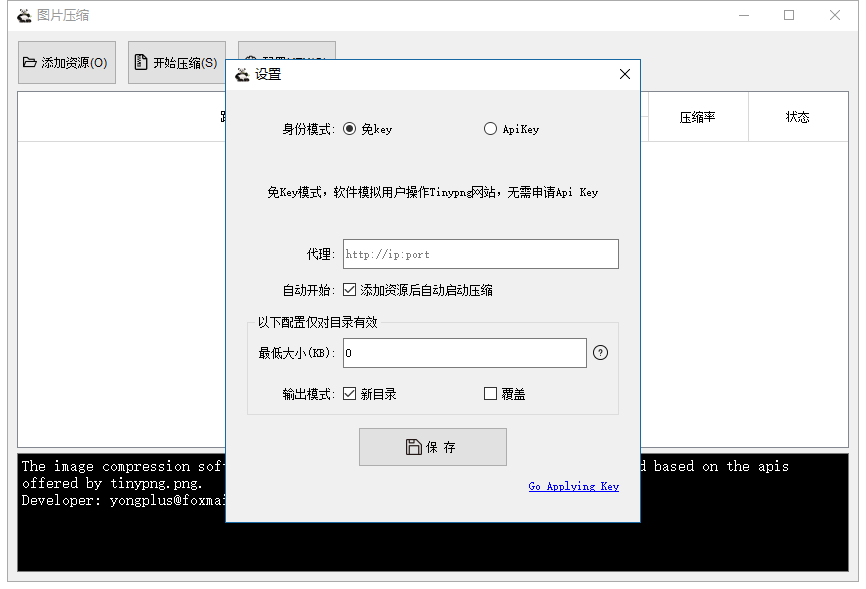 图片压缩
添加资源(O)
开始压缩(S)
压缩率
状态
设置
身份模式: 免key ApiKey
免Key模式，软件模拟用户操作Tinypng网站，无需申请Api Key
代理: http://ip:port
自动开始: 添加资源后自动启动压缩
以下配置仅对目录有效
最低大小(KB): 0
输出模式: 新目录 覆盖
保 存
Go Applying Key
The image compression based on the apis
offered by tinypng.png.
Developer: